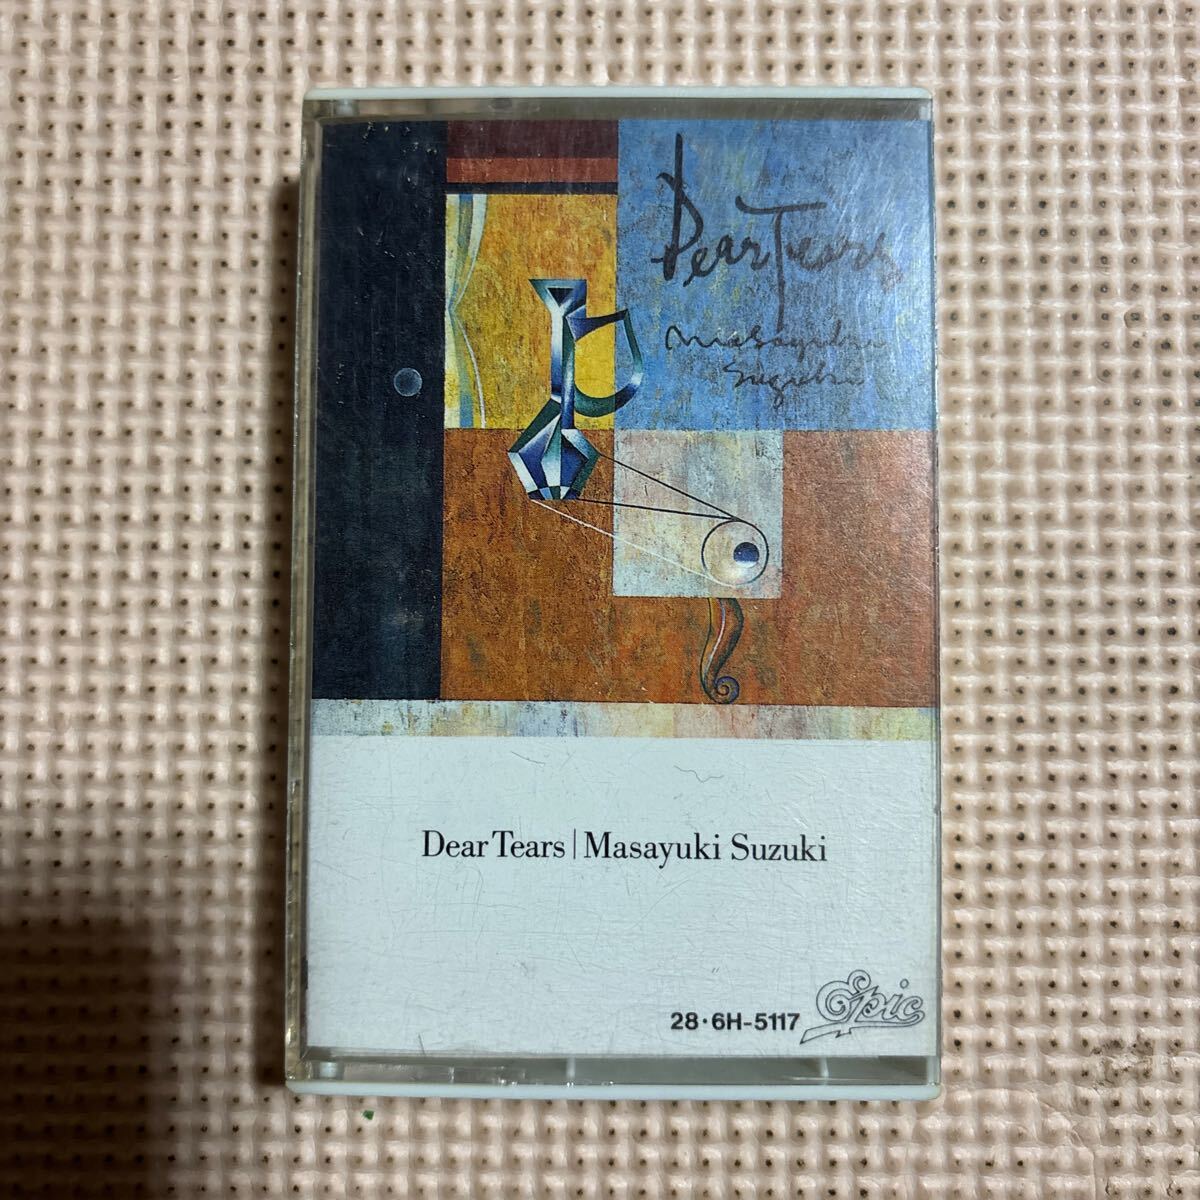 Dear Tears
Masayuki
Suzuki
Dear Tears | Masayuki Suzuki
28・6H-5117
Epic